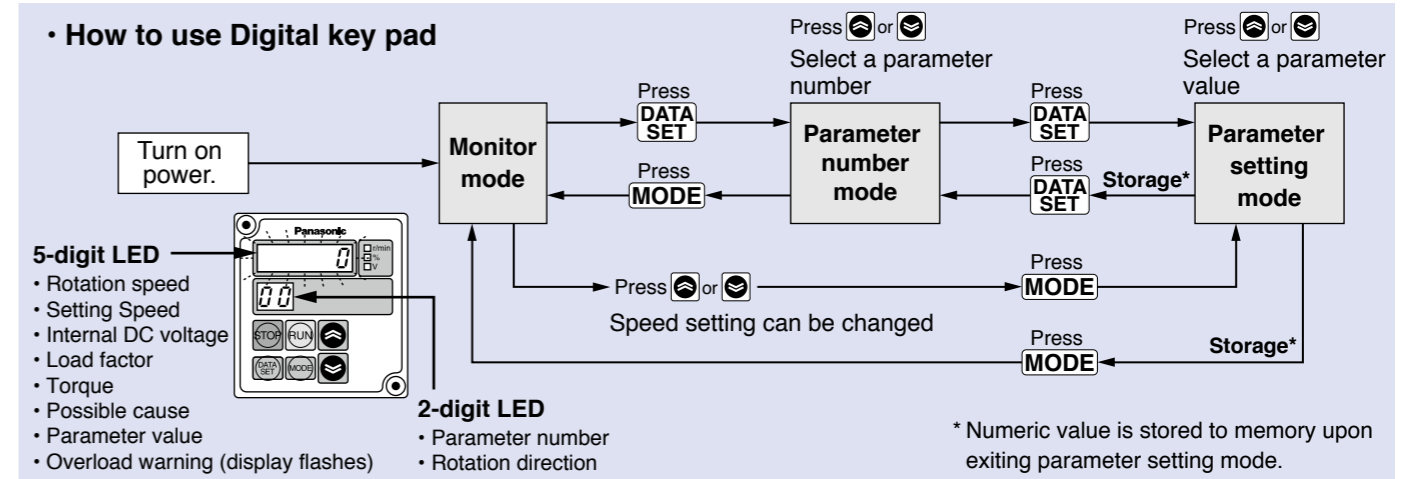 ・How to use Digital key pad
Press or
Select a parameter
number
Press or
Select a parameter
value
Turn on
power.
Monitor
mode
Press
DATA
SET
Press
MODE
Parameter
number
mode
Press
DATA
SET
Press
DATA
SET
Storage*
Parameter
setting
mode
Press or
Speed setting can be changed
Press
MODE
Press
MODE
Storage*
Panasonic
0
r/min
%
V
00
STOP
RUN
DATA
SET
MODE
5-digit LED
・Rotation speed
・Setting Speed
・Internal DC voltage
・Load factor
・Torque
・Possible cause
・Parameter value
・Overload warning (display flashes)
2-digit LED
・Parameter number
・Rotation direction
* Numeric value is stored to memory upon
exiting parameter setting mode.